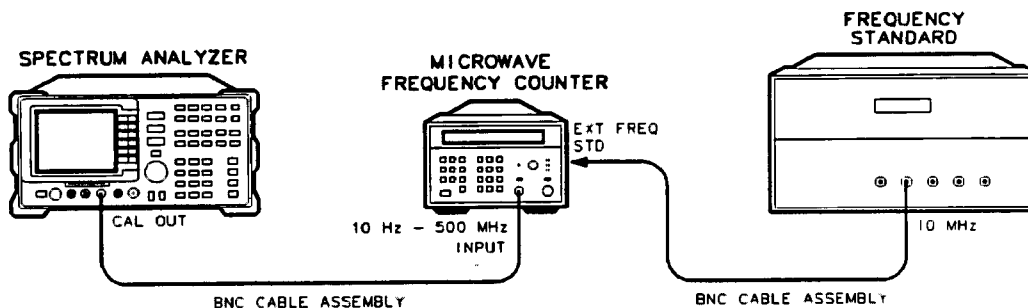 SPECTRUM ANALYZER
MICROWAVE
FREQUENCY COUNTER
FREQUENCY
STANDARD
EXT FREQ
STD
CAL OUT
10 Hz - 500 MHz
INPUT
10 MHz
BNC CABLE ASSEMBLY
BNC CABLE ASSEMBLY